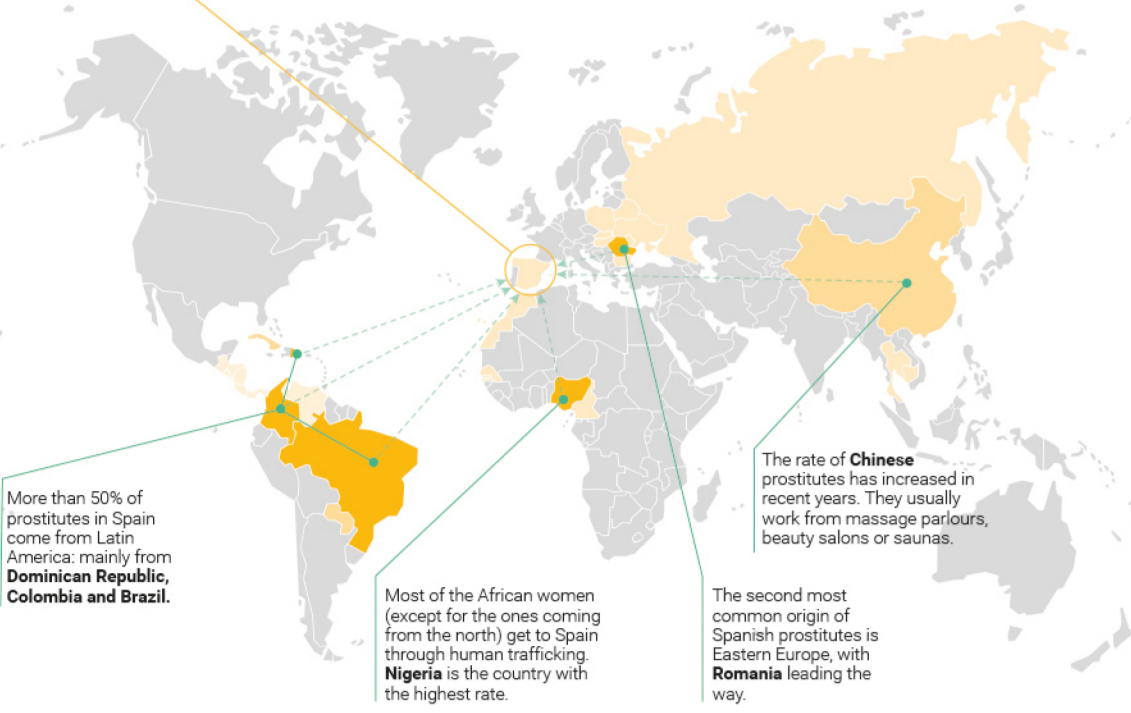 More than 50% of
prostitutes in Spain
come from Latin
America: mainly from
Dominican Republic,
Colombia and Brazil.
Most of the African women
(except for the ones coming
from the north) get to Spain
through human trafficking.
Nigeria is the country with
the highest rate.
The second most
common origin of
Spanish prostitutes is
Eastern Europe, with
Romania leading the
way.
The rate of Chinese
prostitutes has increased in
recent years. They usually
work from massage parlours,
beauty salons or saunas.